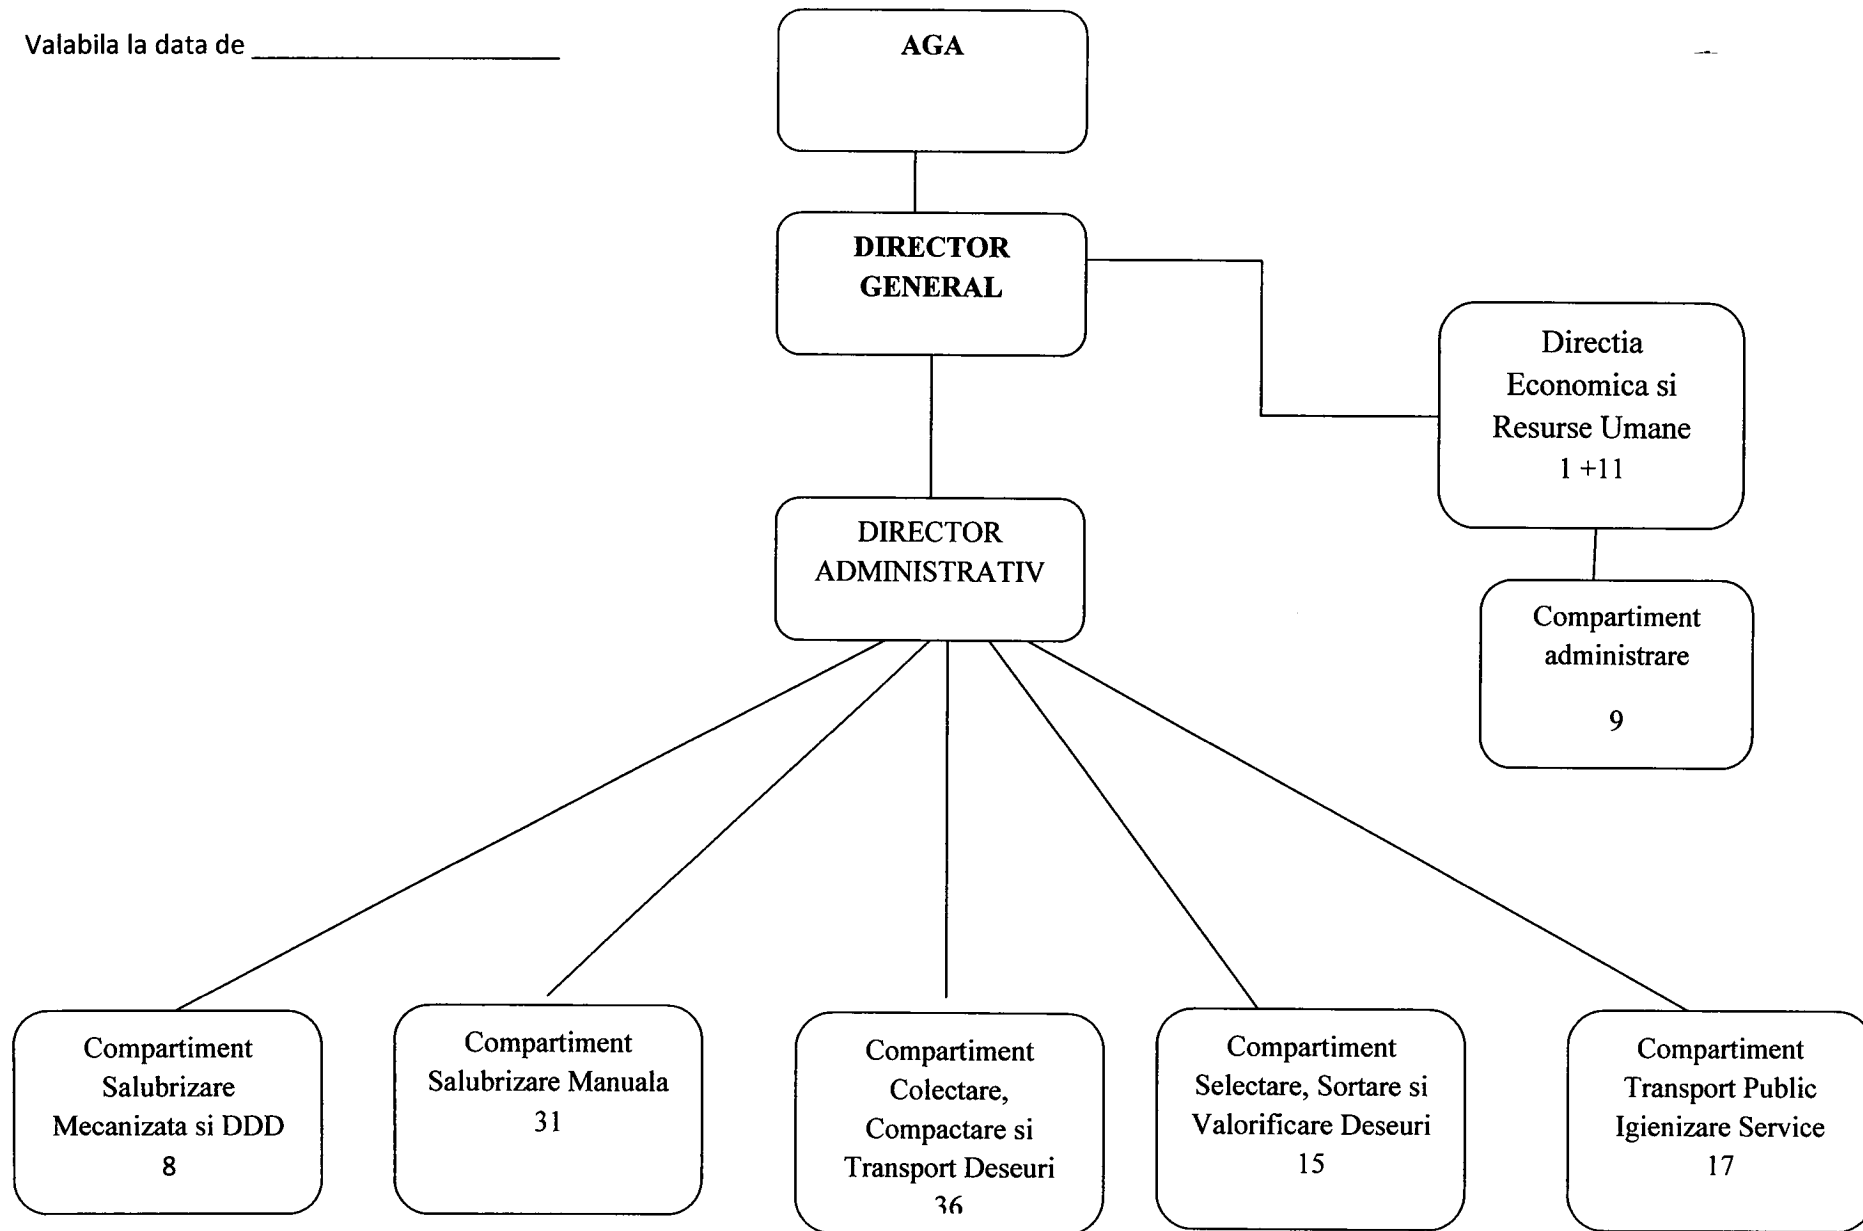 Valabila la data de
AGA
DIRECTOR
GENERAL
Directia
Economica si
Resurse Umane
1 +11
DIRECTOR
ADMINISTRATIV
Compartiment
administrare
9
Compartiment
Salubrizare
Mecanizata si DDD
8
Compartiment
Salubrizare Manuala
31
Compartiment
Colectare,
Compactare si
Transport Deseuri
36
Compartiment
Selectare, Sortare si
Valorificare Deseuri
15
Compartiment
Transport Public
Igienizare Service
17